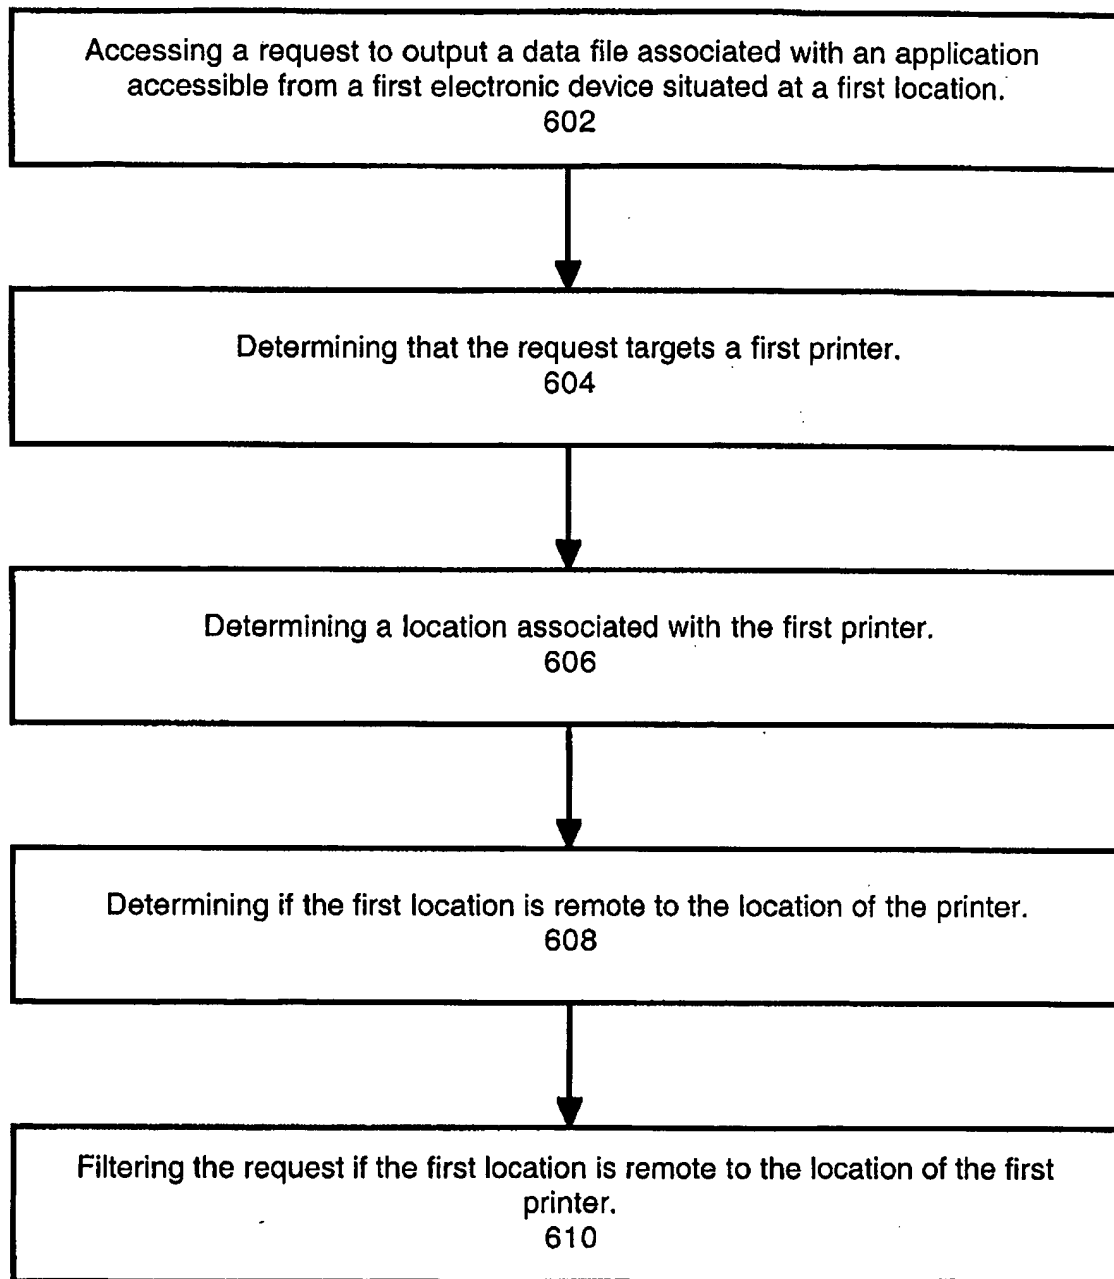 Accessing a request to output a data file associated with an application
accessible from a first electronic device situated at a first location.
602
Determining that the request targets a first printer.
604
Determining a location associated with the first printer.
606
Determining if the first location is remote to the location of the printer.
608
Filtering the request if the first location is remote to the location of the first
printer.
610